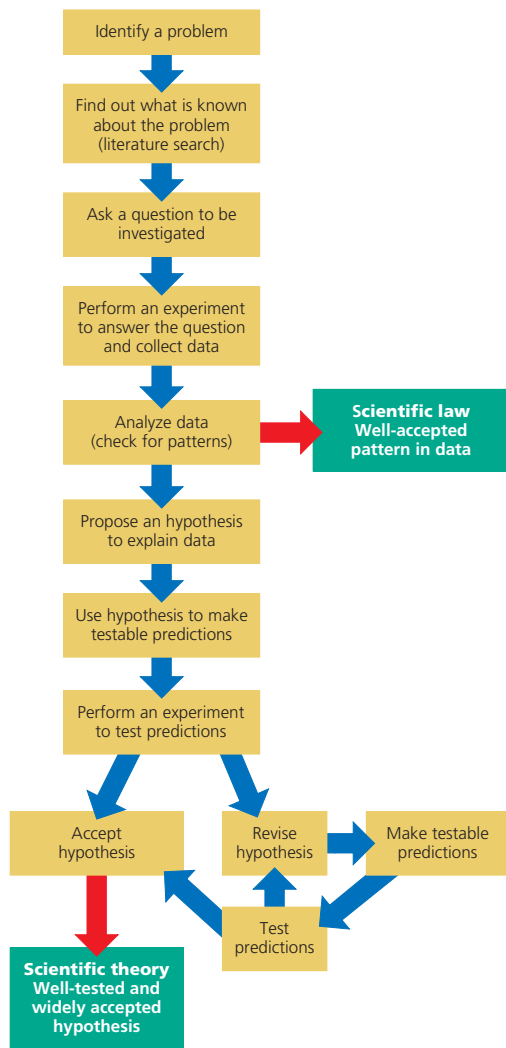 Identify a problem
Find out what is known
about the problem
(literature search)
Ask a question to be
investigated
Perform an experiment
to answer the question
and collect data
Analyze data
(check for patterns)
Scientific law
Well-accepted
pattern in data
Propose an hypothesis
to explain data
Use hypothesis to make
testable predictions
Perform an experiment
to test predictions
Accept
hypothesis
Revise
hypothesis
Make testable
predictions
Test
predictions
Scientific theory
Well-tested and
widely accepted
hypothesis